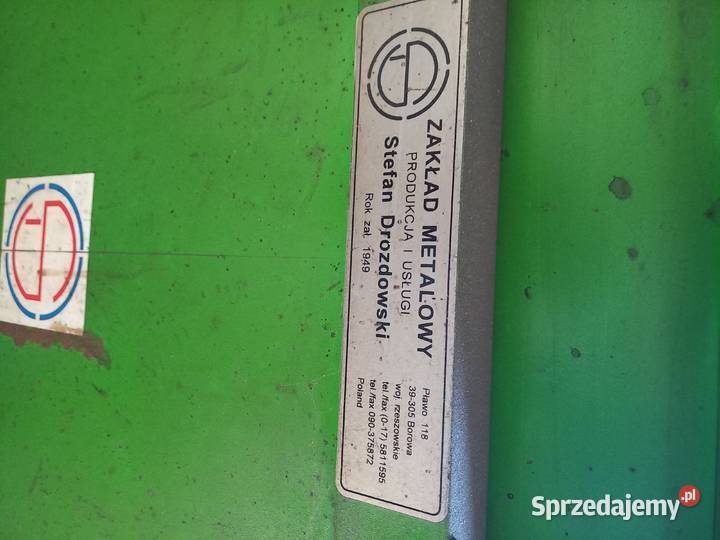 ZAKŁAD METALOWY
PRODUKCJA I USŁUGI
Stefan Drozdowski
Rok zał. 1949
Pławo 118
39-305 Borowa
woj. rzeszowskie
tel./fax (0-17) 5811595
tel./fax 090-375872
Poland
Sprzedajemy.pl